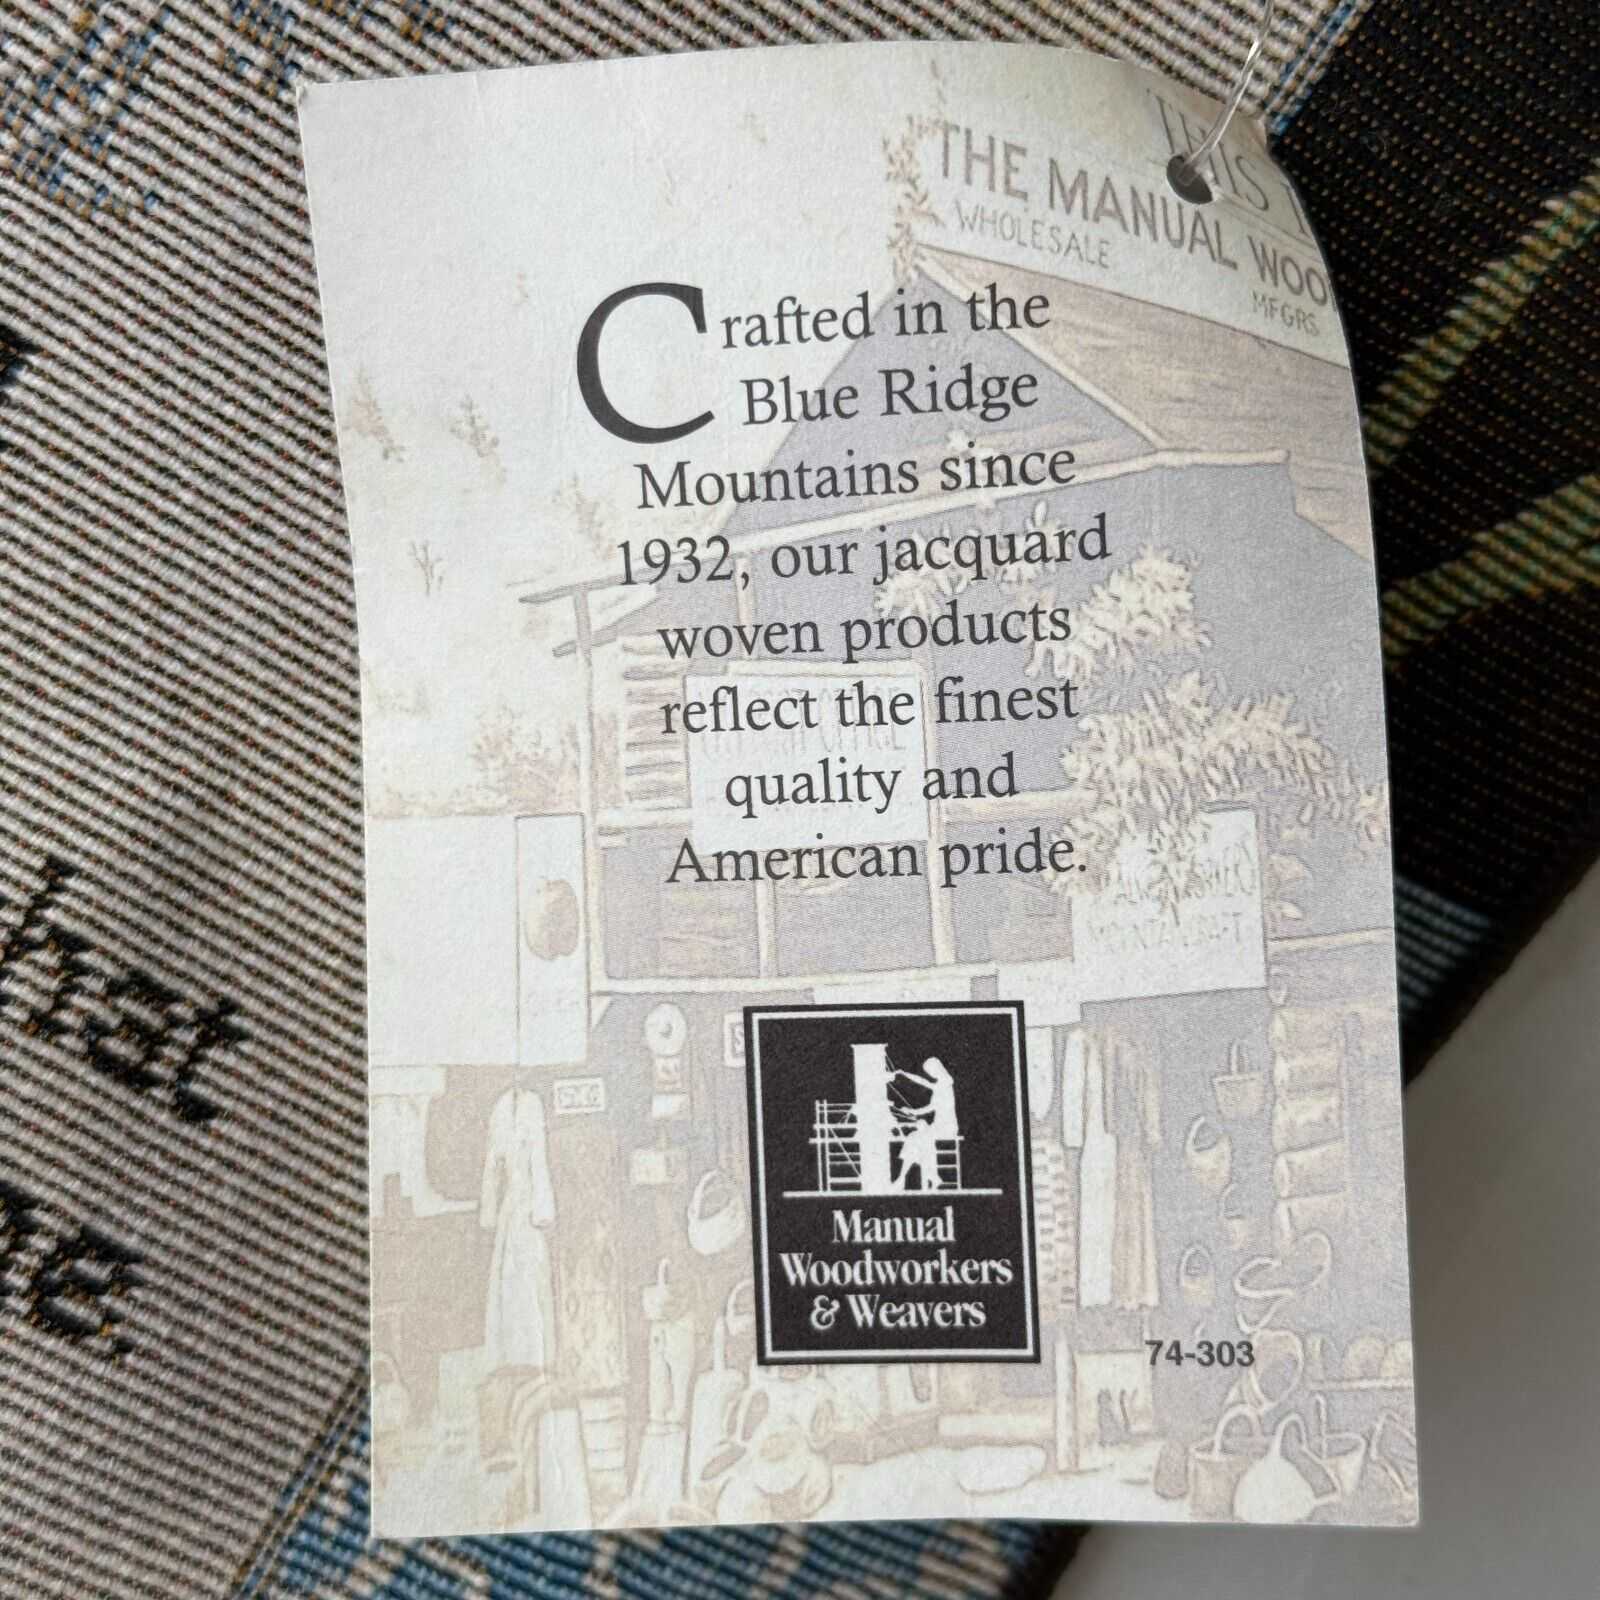 THE MANUAL
WHOLESALE
MFGRS
Crafted in the
Blue Ridge
Mountains since
1932, our jacquard
woven products
reflect the finest
quality and
American pride.
Manual
Woodworkers
& Weavers
74-303